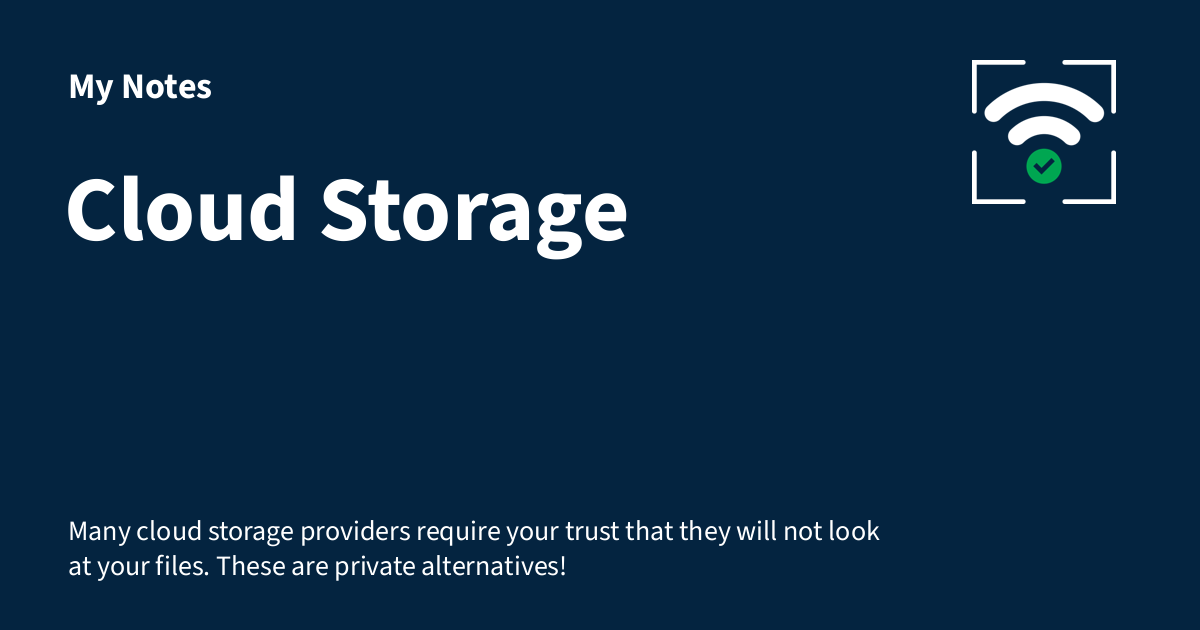 My Notes
Cloud Storage
Many cloud storage providers require your trust that they will not look
at your files. These are private alternatives!